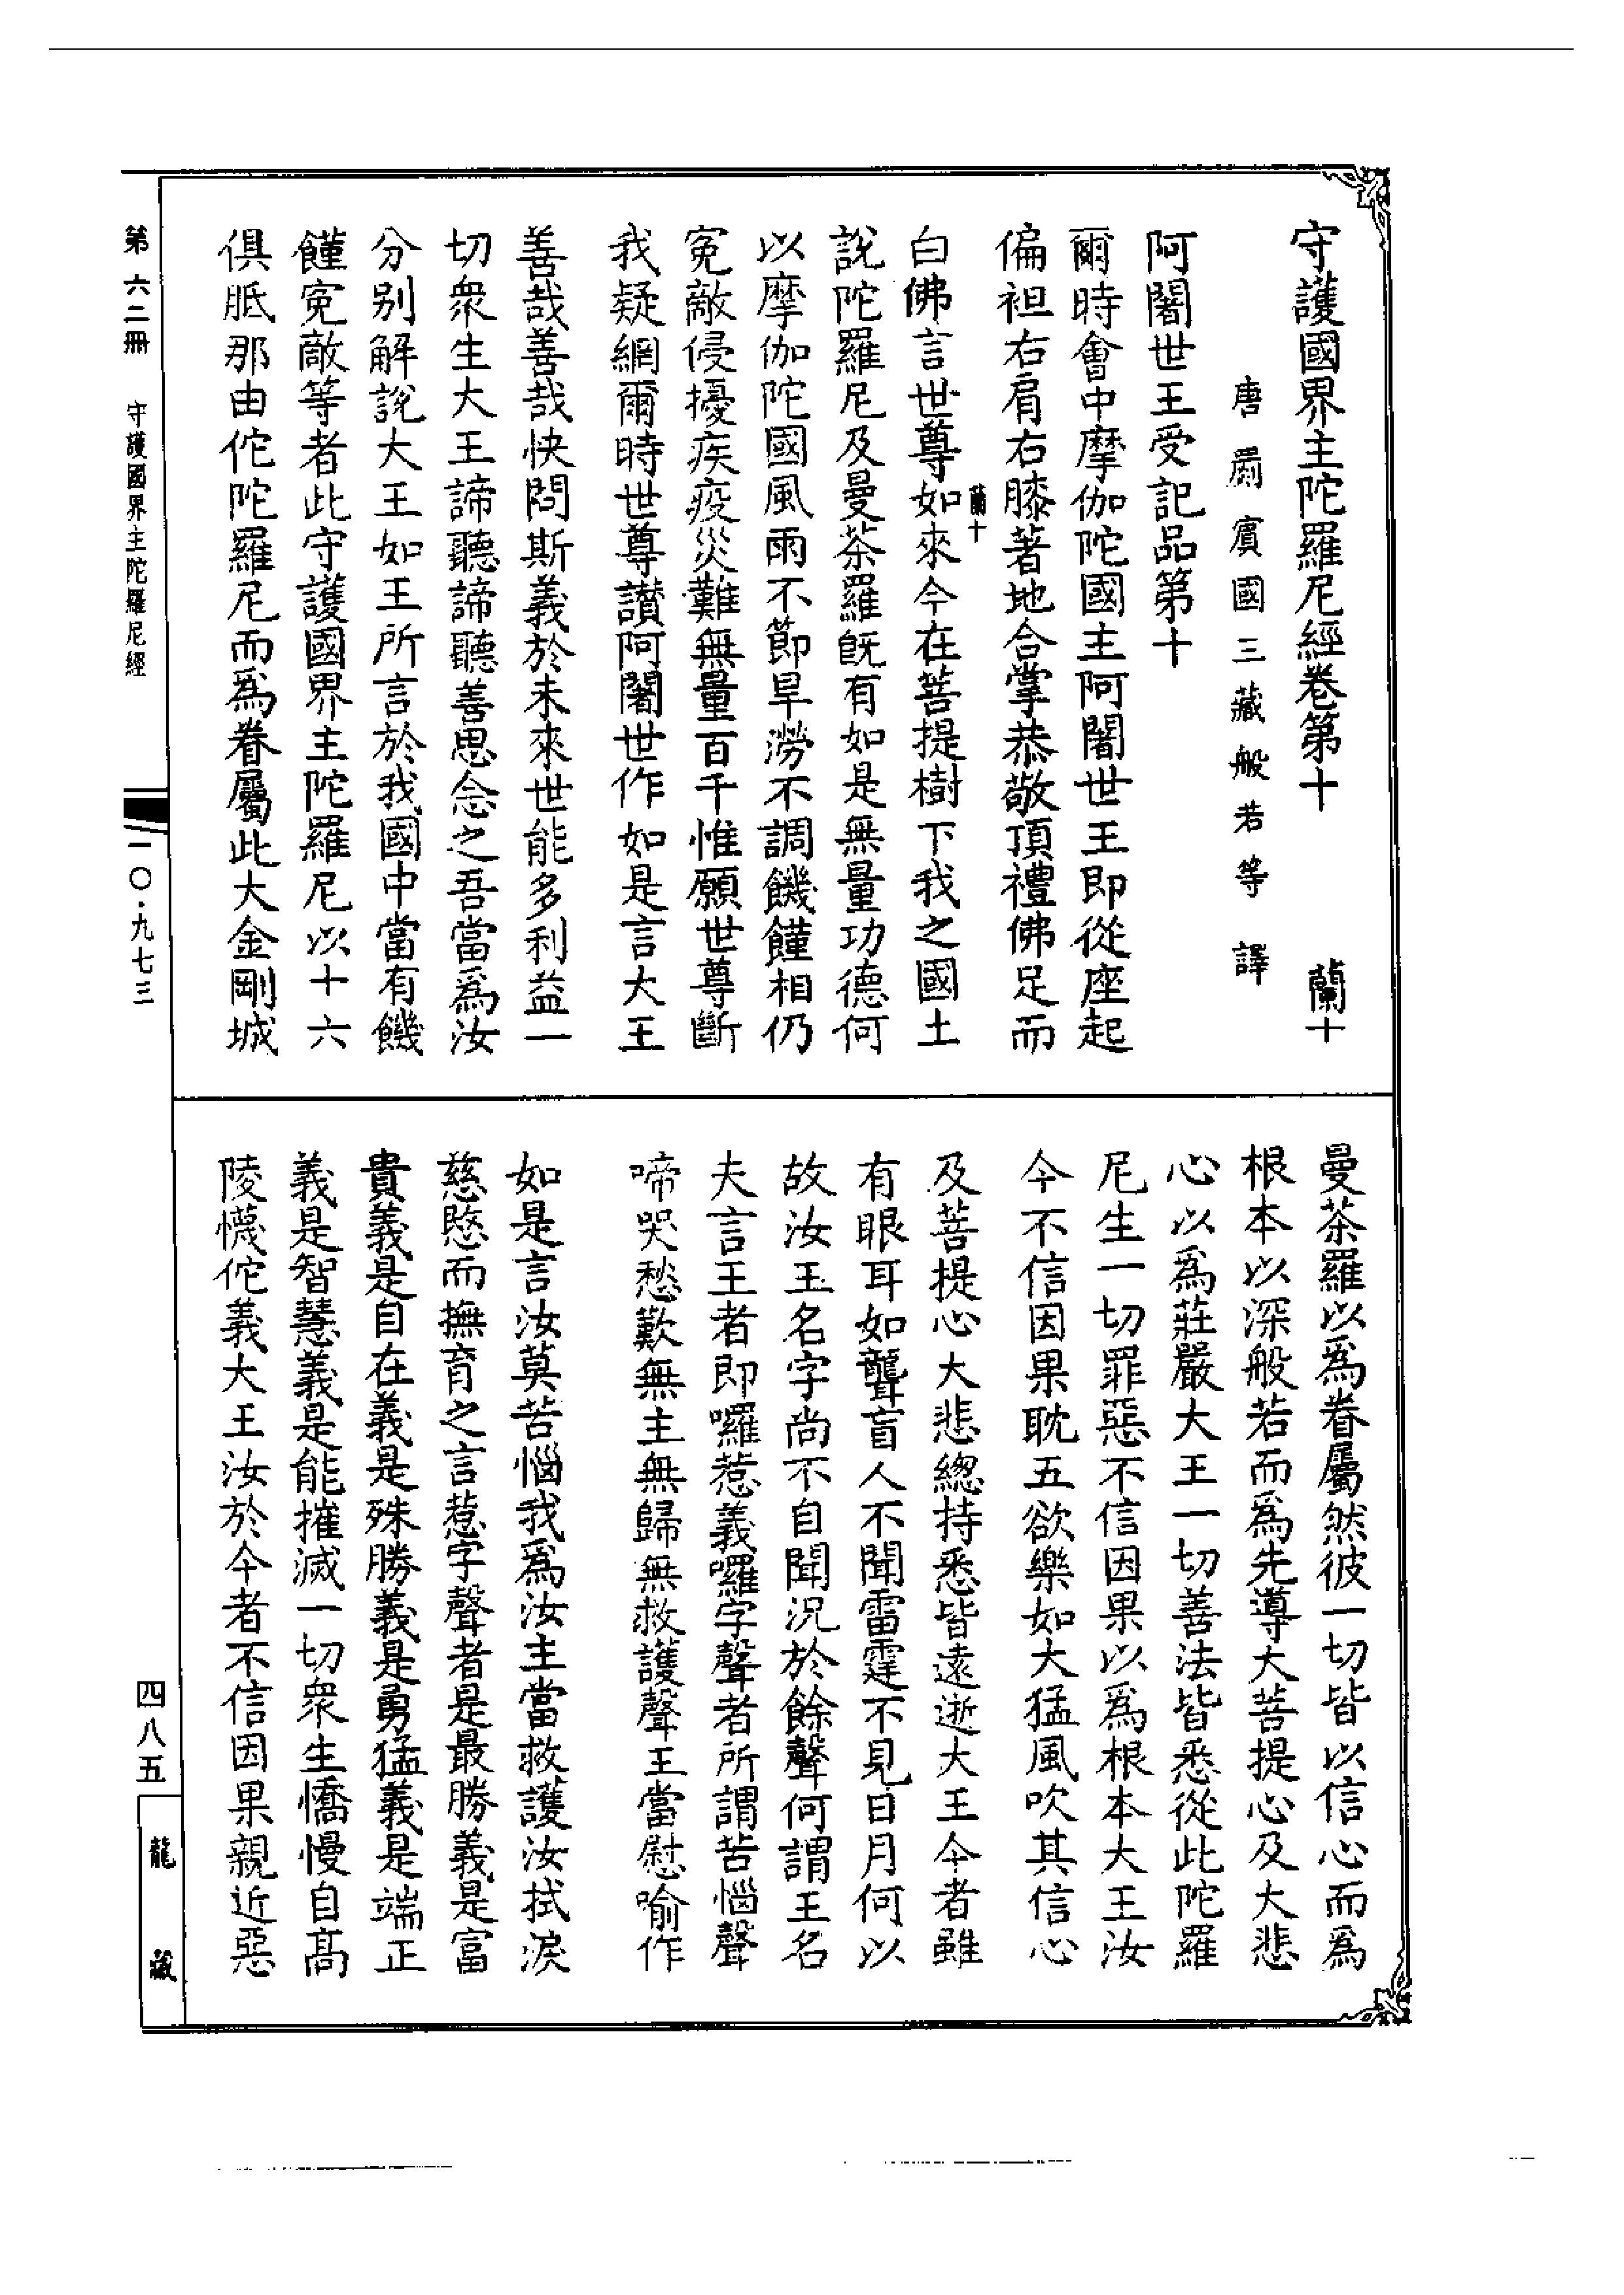 守護國界主陀羅尼經卷第十　蘭十
唐罽賓國三藏般若等譯
阿闍世王受記品第十
爾時會中摩伽陀國主阿闍世王即從座起
偏袒右肩右膝著地合掌恭敬頂禮佛足而
蘭十
白佛言世尊如來今在菩提樹下我之國土
說陀羅尼及曼茶羅旣有如是無量功德何
以摩伽陀國風雨不節旱澇不調饑饉相仍
寃敵侵擾疾疫災難無量百千惟願世尊斷
我疑網爾時世尊讃阿闍世作如是言大王
善哉善哉快問斯義於未來世能多利益一
切衆生大王諦聽諦聽善思念之吾當爲汝
分别解說大王如王所言於我國中當有饑
饉寃敵等者此守護國界主陀羅尼以十六
俱胝那由佗陀羅尼而爲眷屬此大金剛城
曼茶羅以爲眷屬然彼一切皆以信心而爲
根本以深般若而爲先導大菩提心及大悲
心以爲莊嚴大王一切善法皆悉從此陀羅
尼生一切罪惡不信因果以爲根本大王汝
今不信因果耽五欲樂如大猛風吹其信心
及菩提心大悲總持悉皆遠逝大王今者雖
有眼耳如聾盲人不聞雷霆不見日月何以
故汝王名字尚不自聞況於餘聲何謂王名
夫言王者即囉惹義囉字聲者所謂苦惱聲
啼哭愁歎無主無歸無救護聲王當慰喻作
如是言汝莫苦惱我爲汝主當救護汝拭淚
慈愍而撫育之言惹字聲者是最勝義是富
貴義是自在義是殊勝義是勇猛義是端正
義是智慧義是能摧滅一切衆生憍慢自高
陵懱佗義大王汝於今者不信因果親近惡
第六二冊　守護國界主陀羅尼經
一〇·九七三
四八五
龍藏